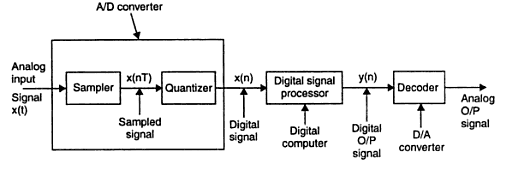 A/D converter
Analog
input
Signal
x(t)
Sampler
x(nT)
Sampled
signal
Quantizer
x(n)
Digital
signal
Digital signal
processor
Digital
computer
y(n)
Digital
O/P
signal
Decoder
D/A
converter
Analog
O/P
signal